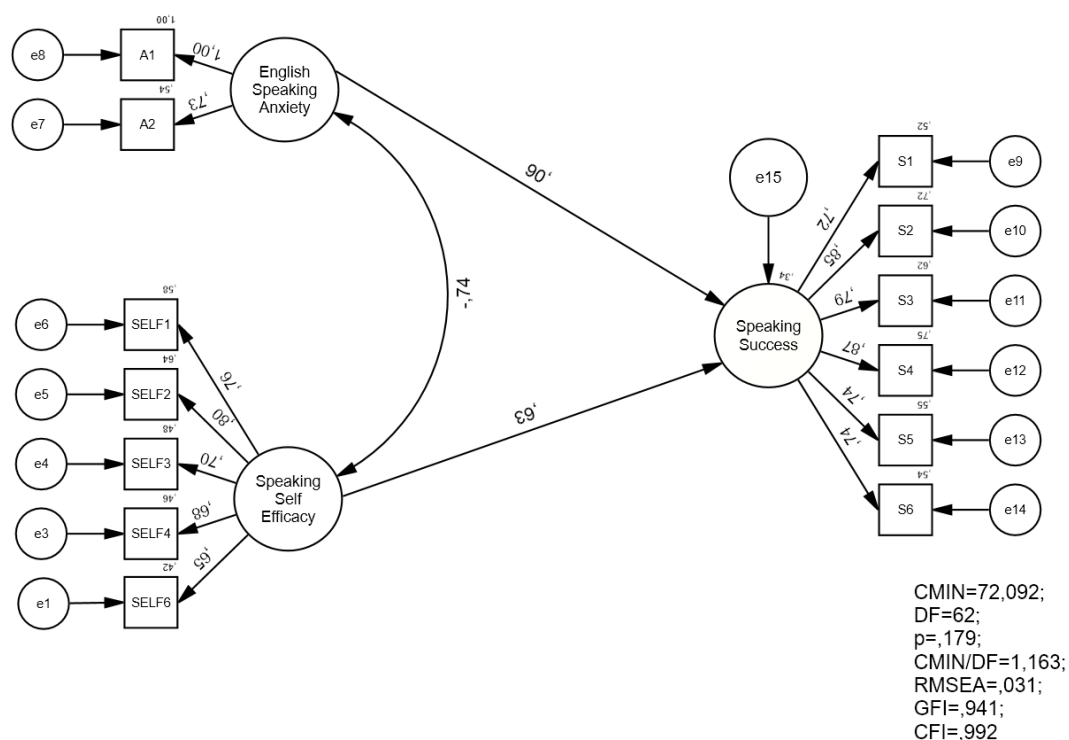 1,00
e8
A1
1,00
English
Speaking
Anxiety
,54
e7
A2
,73
-,74
,06
,63
e6
,58
SELF1
,76
e5
,64
SELF2
,80
e4
,48
SELF3
,70
e3
,46
SELF4
,68
e1
,42
SELF6
,65
Speaking
Self
Efficacy
e15
,34
Speaking
Success
,52
S1
e9
,72
,72
S2
e10
,85
,62
S3
e11
,79
,75
S4
e12
,87
,55
S5
e13
,74
,54
S6
e14
,74
CMIN=72,092;
DF=62;
p=,179;
CMIN/DF=1,163;
RMSEA=,031;
GFI=,941;
CFI=,992